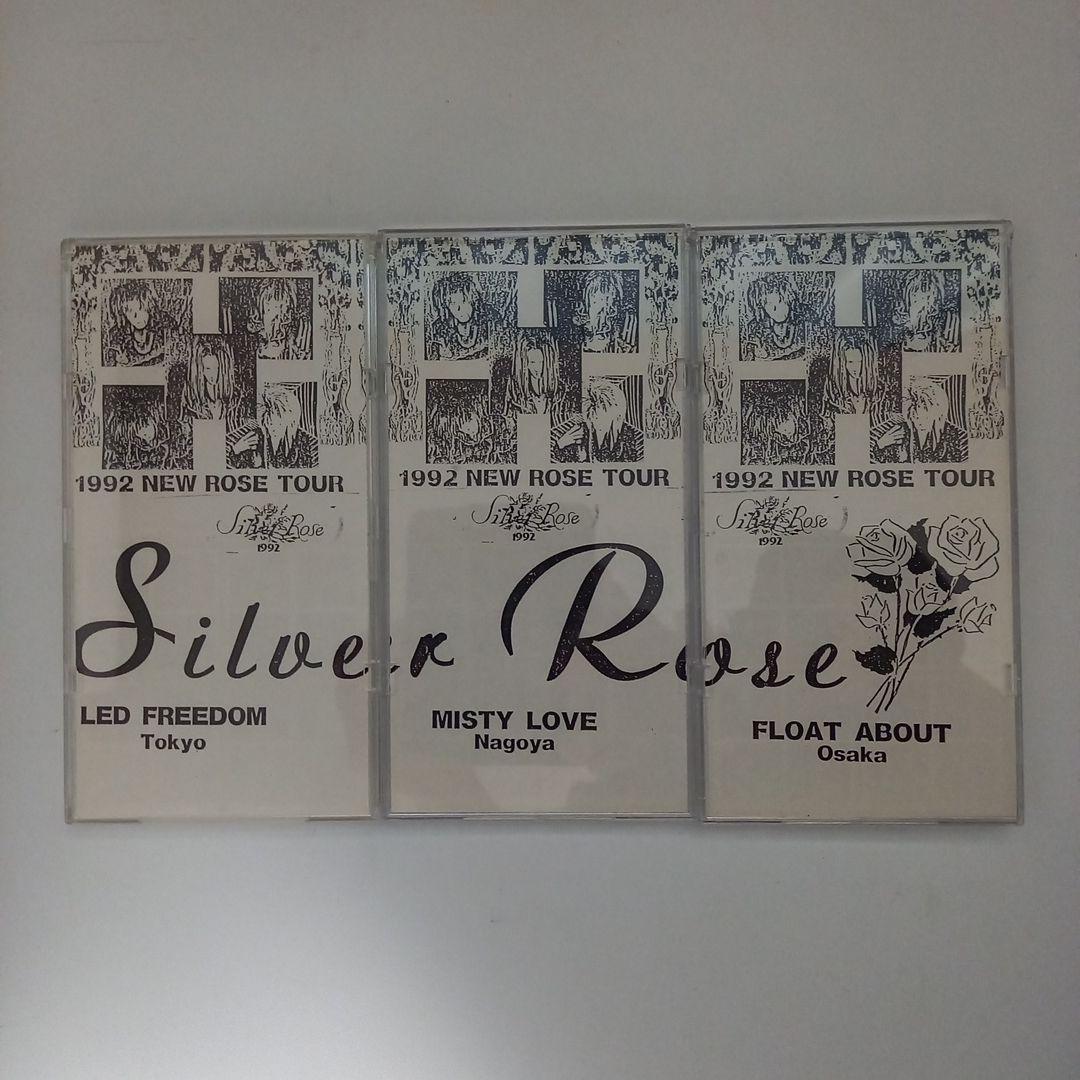 1992 NEW ROSE TOUR
Silver Rose
1992
LED FREEDOM
Tokyo
1992 NEW ROSE TOUR
Silver Rose
1992
MISTY LOVE
Nagoya
1992 NEW ROSE TOUR
Silver Rose
1992
FLOAT ABOUT
Osaka
Silver Rose